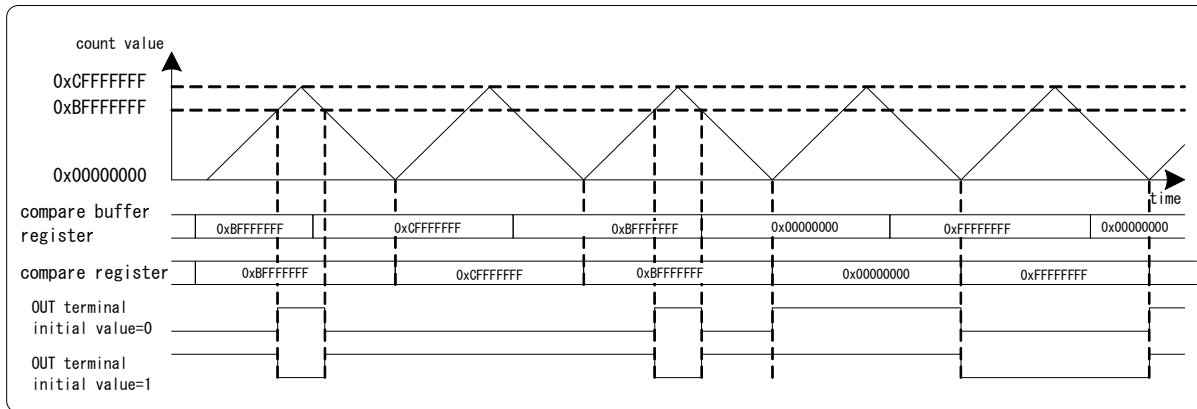 count value
0xCFFFFFFF
0xBFFFFFFF
0x00000000
time
compare buffer
register
0xBFFFFFFF
0xCFFFFFFF
0xBFFFFFFF
0x00000000
0xFFFFFFFF
0x00000000
compare register
0xBFFFFFFF
0xCFFFFFFF
0xBFFFFFFF
0x00000000
0xFFFFFFFF
OUT terminal
initial value=0
OUT terminal
initial value=1